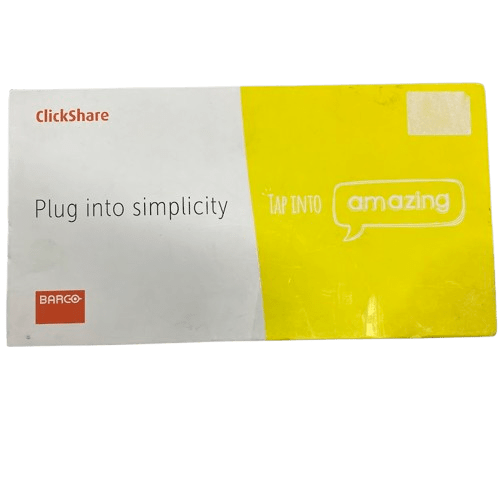 ClickShare
Plug into simplicity
TAP INTO
amazing
BARCO